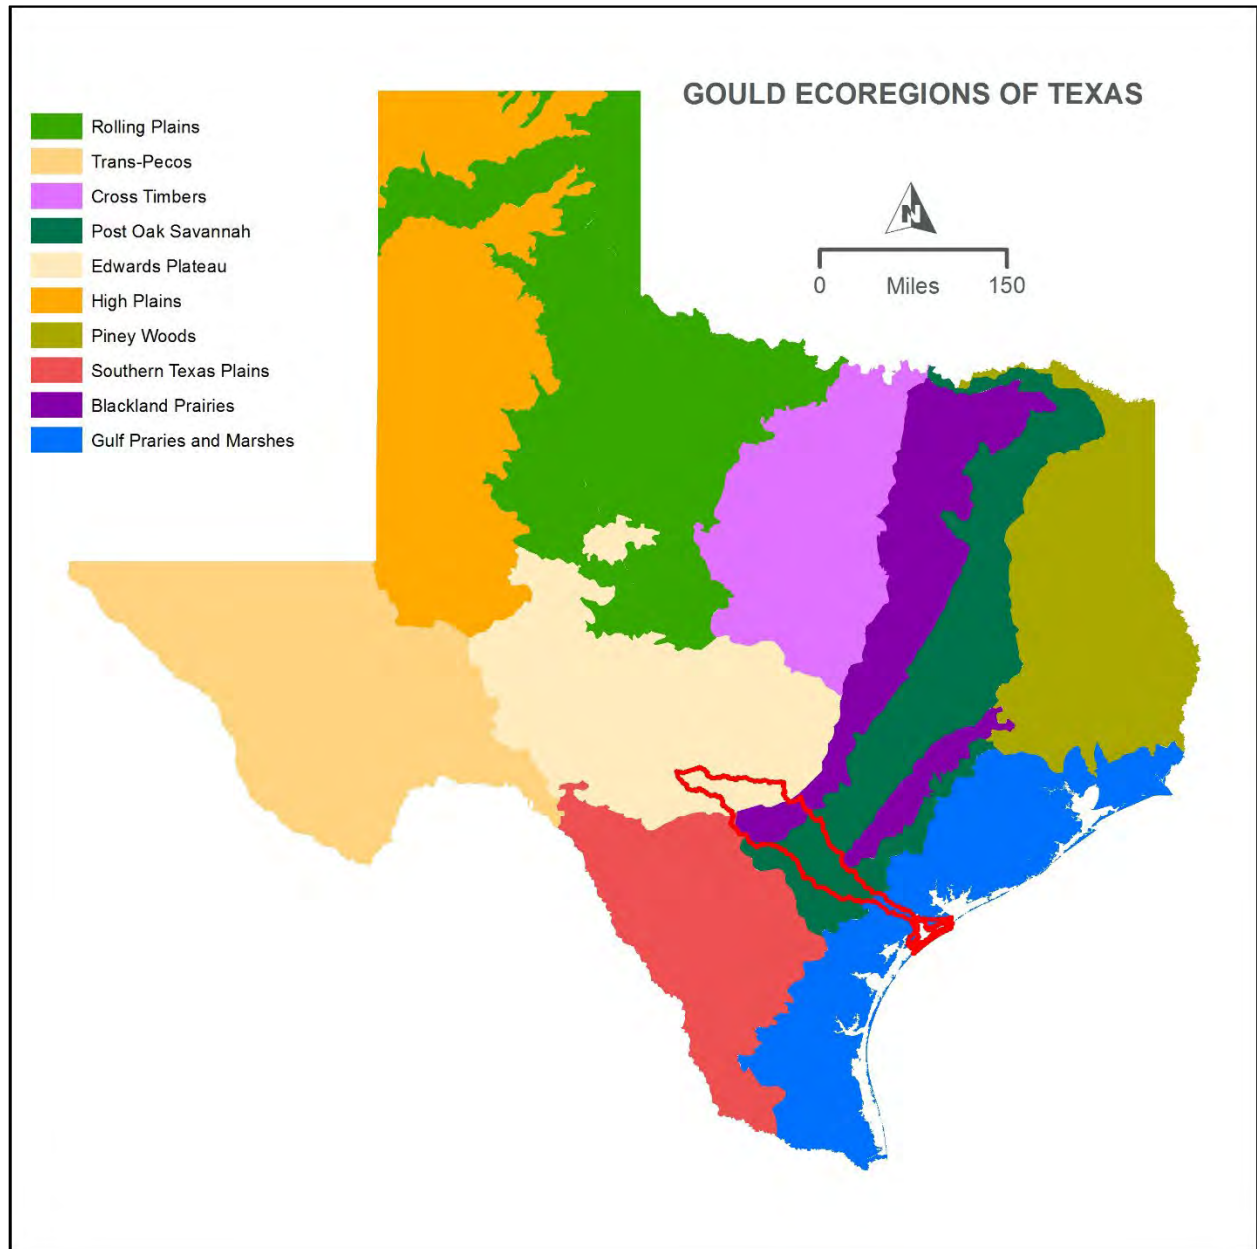 GOULD ECOREGIONS OF TEXAS
Rolling Plains
Trans-Pecos
Cross Timbers
Post Oak Savannah
Edwards Plateau
High Plains
Piney Woods
Southern Texas Plains
Blackland Prairies
Gulf Praries and Marshes
N
0 Miles 150